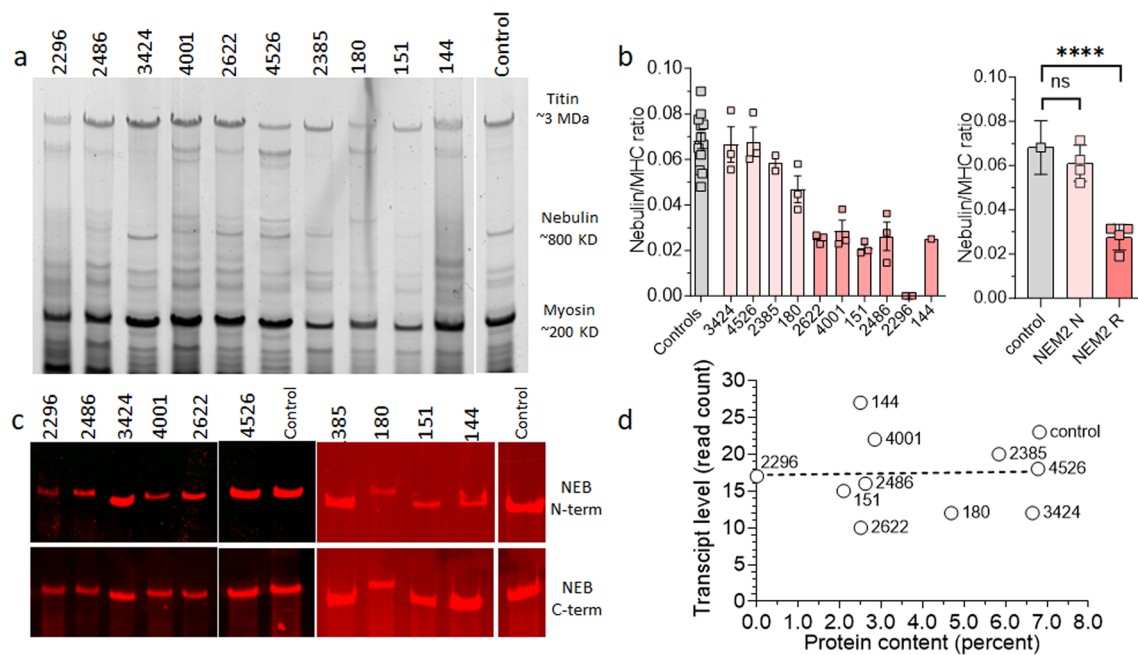 a
2296
2486
3424
4001
2622
4526
2385
180
151
144
Control
Titin
~3 MDa
Nebulin
~800 KD
Myosin
~200 KD
b
Nebulin/MHC ratio
0.10
0.08
0.06
0.04
0.02
0.00
Controls
3424
4526
2385
180
2622
4001
151
2486
2296
144
****
ns
Nebulin/MHC ratio
0.10
0.08
0.06
0.04
0.02
0.00
control
NEM2 N
NEM2 R
c
2296
2486
3424
4001
2622
4526
Control
385
180
151
144
Control
NEB
N-term
NEB
C-term
d
Transcipt level (read count)
30
25
20
15
10
5
0
144
control
4001
2385
2296
4526
2486
151
180
3424
2622
0.0 1.0 2.0 3.0 4.0 5.0 6.0 7.0 8.0
Protein content (percent)